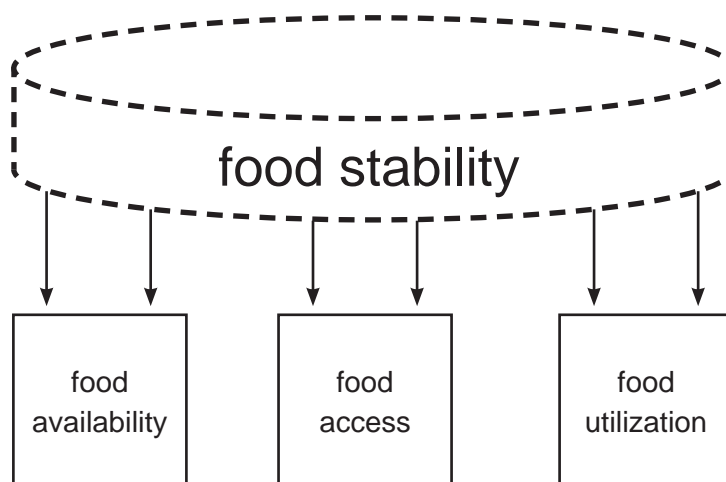 food stability
food
availability
food
access
food
utilization